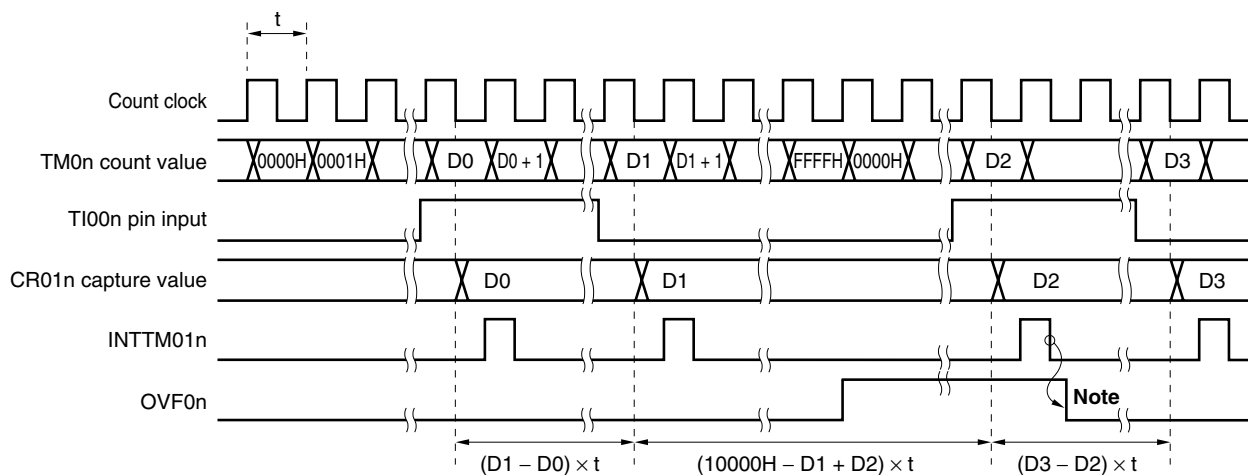 t
Count clock
TM0n count value 0000H 0001H D0 D0 + 1 D1 D1 + 1 FFFFH 0000H D2 D3
TI00n pin input
CR01n capture value D0 D1 D2 D3
INTTM01n
OVF0n Note
(D1 – D0) × t (10000H – D1 + D2) × t (D3 – D2) × t